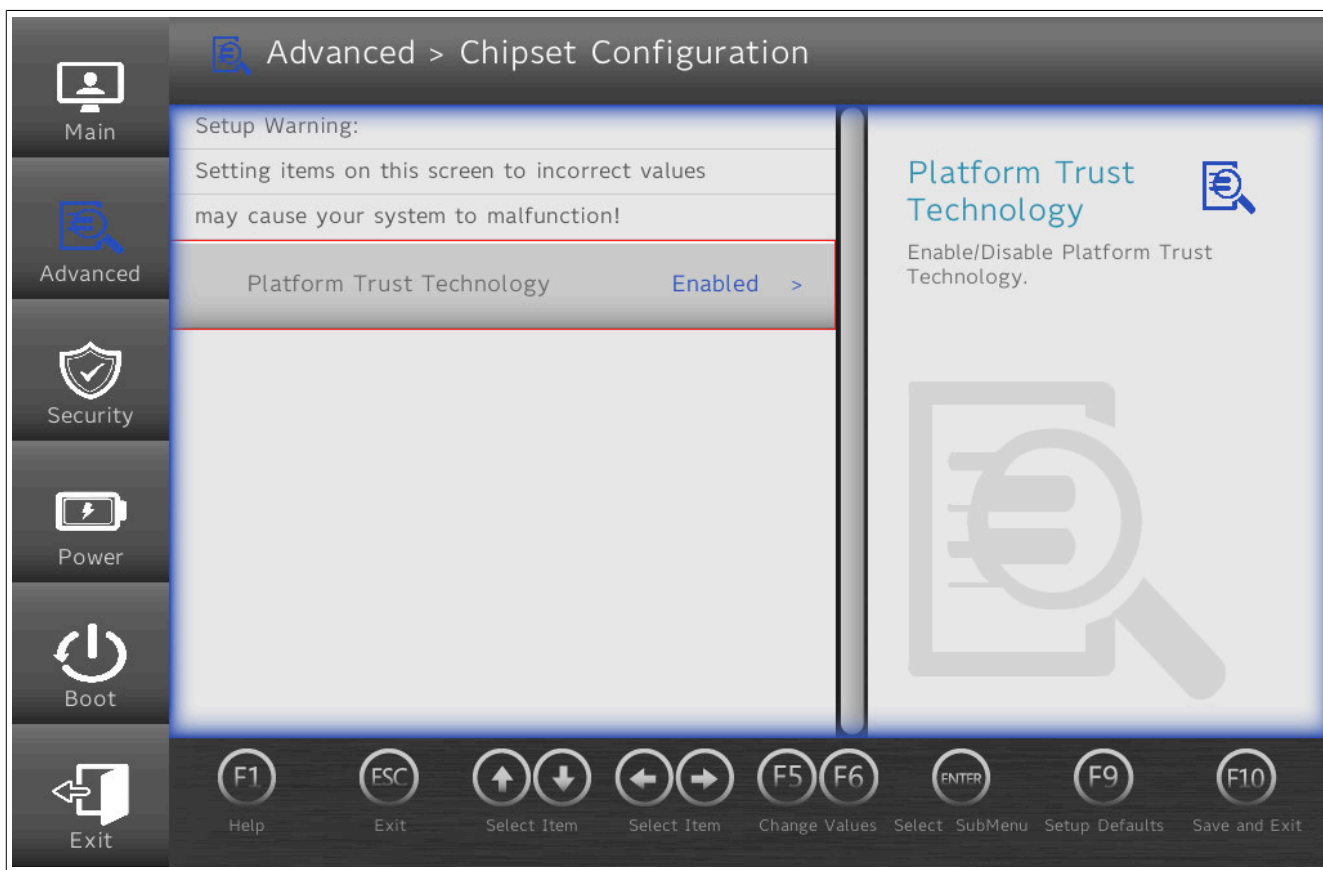 Advanced > Chipset Configuration
Main
Advanced
Security
Power
Boot
Exit
Setup Warning:
Setting items on this screen to incorrect values
may cause your system to malfunction!
Platform Trust Technology Enabled >
Platform Trust
Technology
Enable/Disable Platform Trust
Technology.
F1 ESC F5 F6 ENTER F9 F10
Help Exit Select Item Select Item Change Values Select SubMenu Setup Defaults Save and Exit